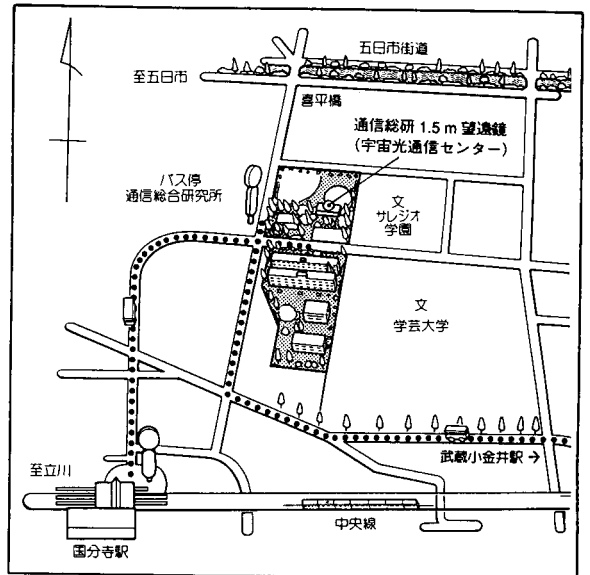 五日市街道
至五日市
喜平橋
通信総研 1.5 m 望遠鏡
(宇宙光通信センター)
バス停
通信総合研究所
文
サレジオ
学園
文
学芸大学
武蔵小金井駅→
至立川
中央線
国分寺駅